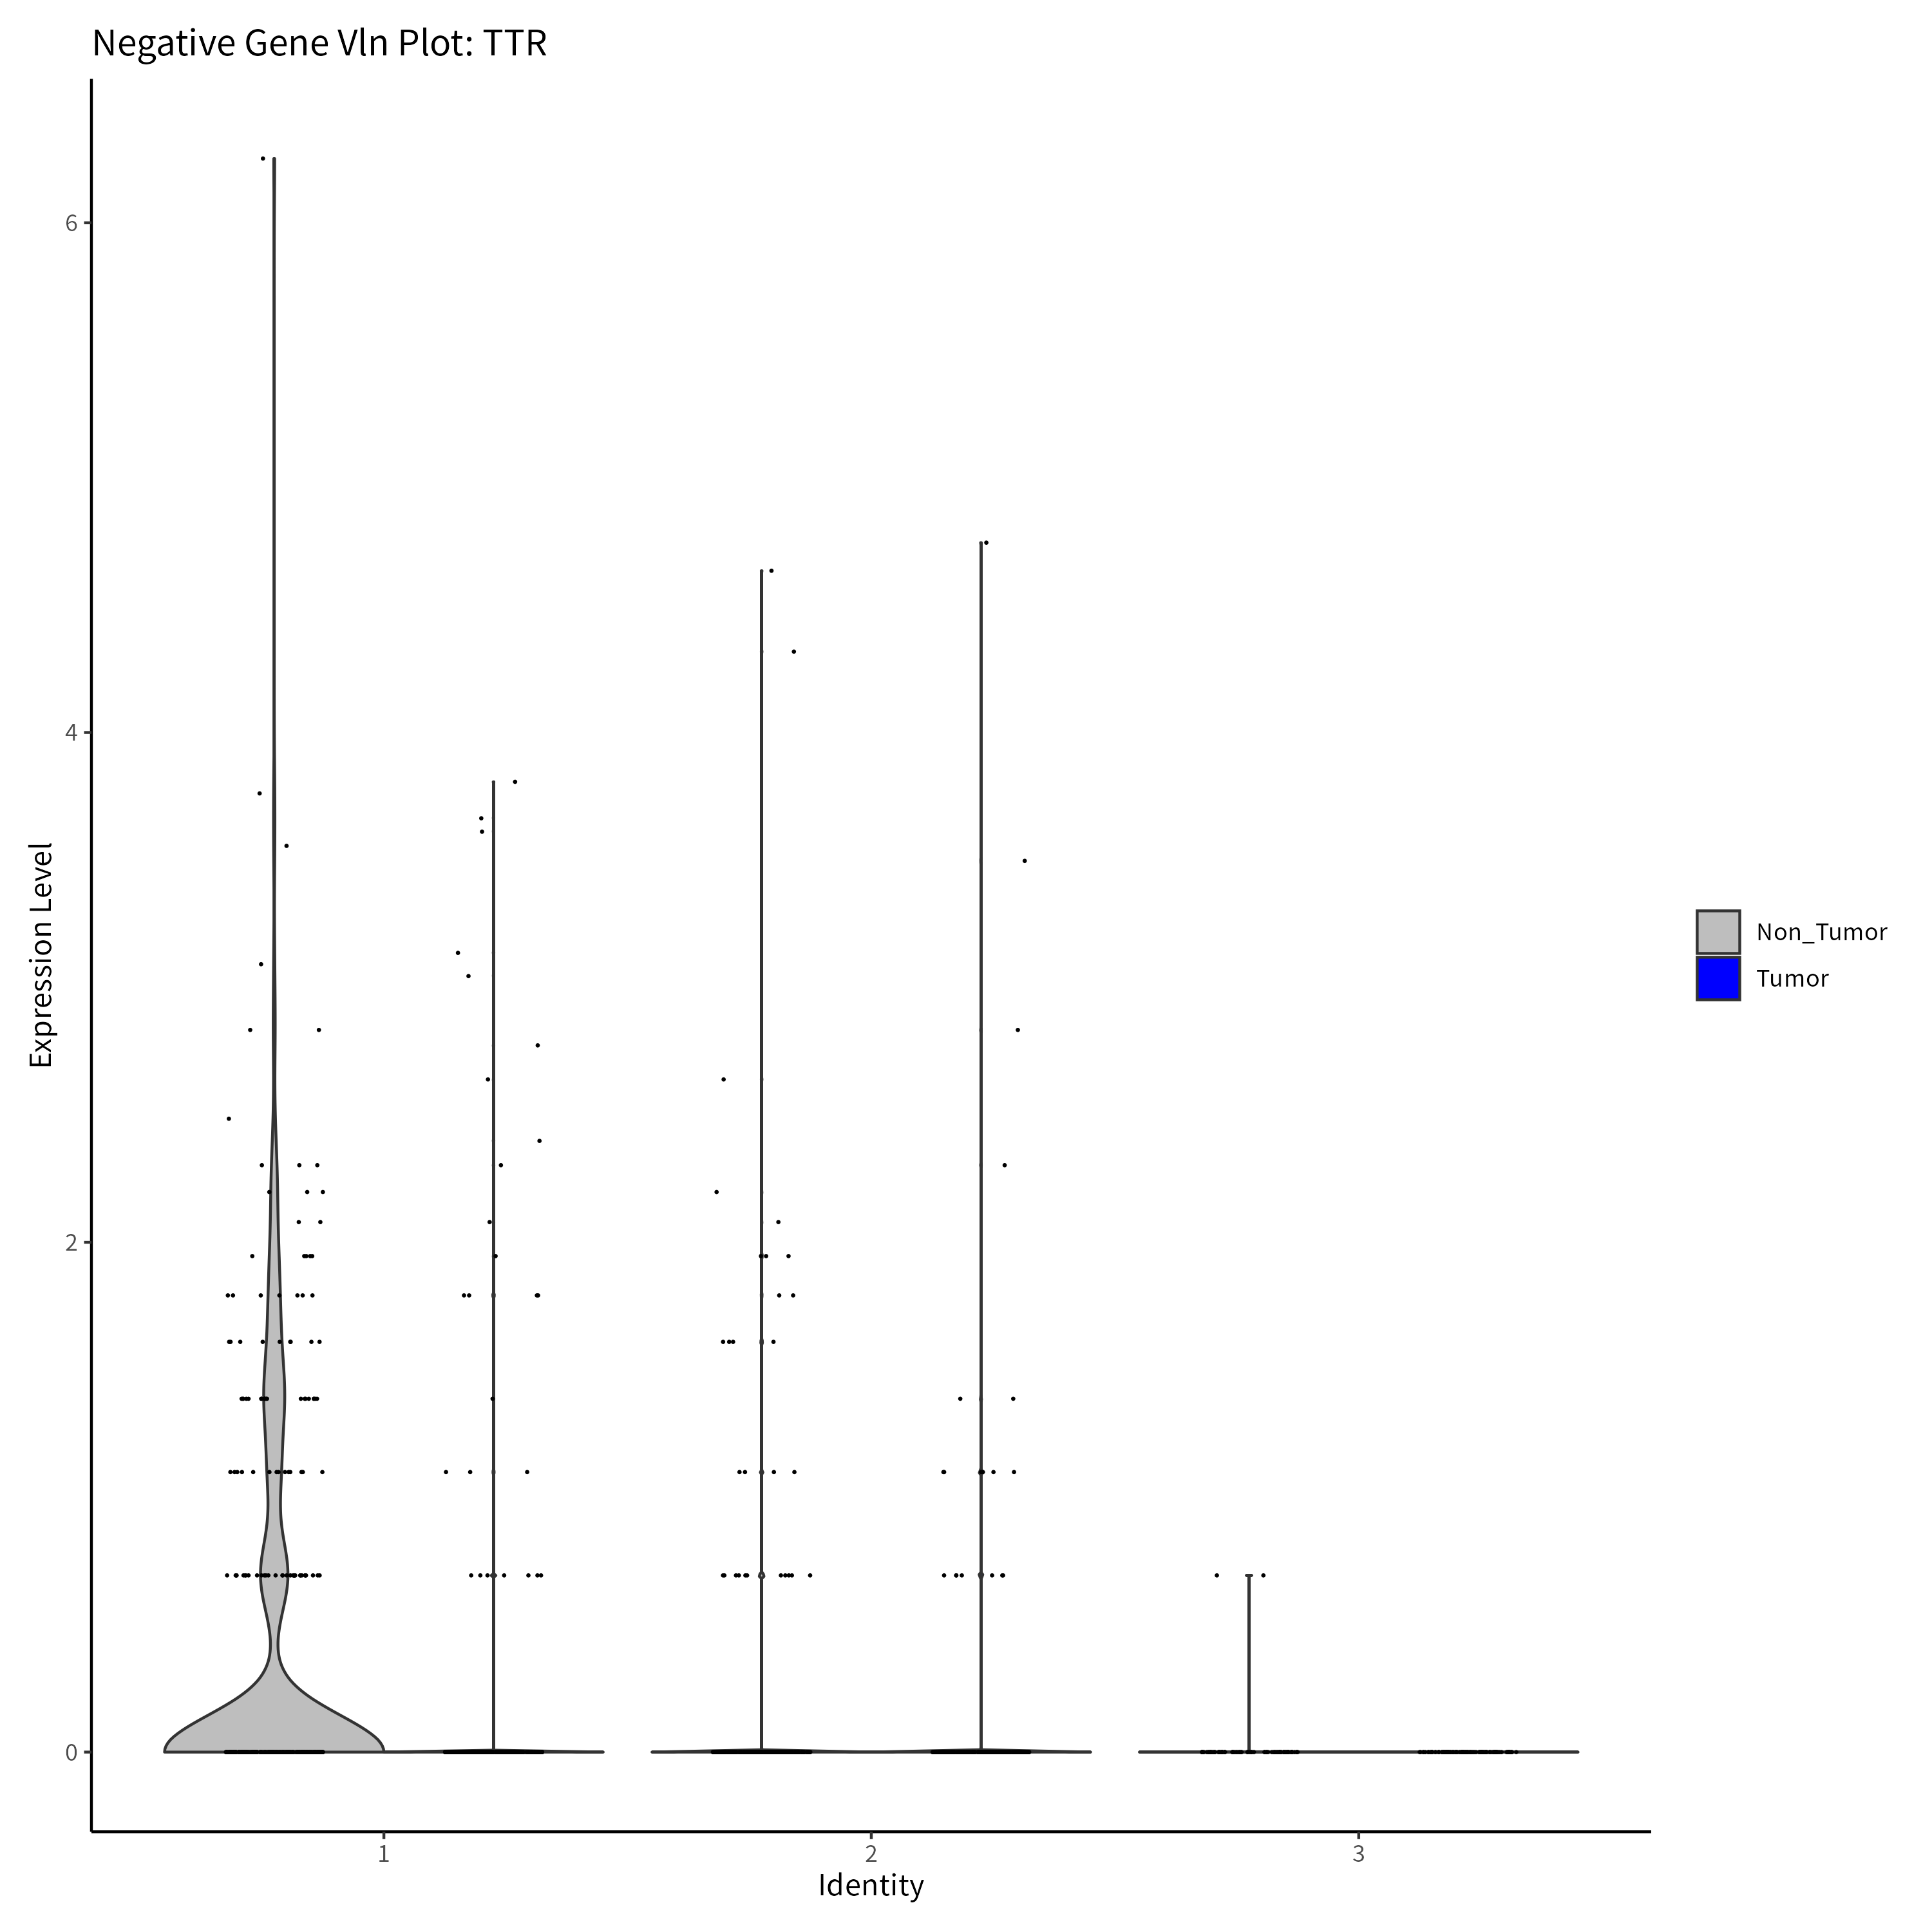 Negative Gene Vln Plot: TTR
6
4
2
0
Expression Level
1
2
3
Identity
Non_Tumor
Tumor